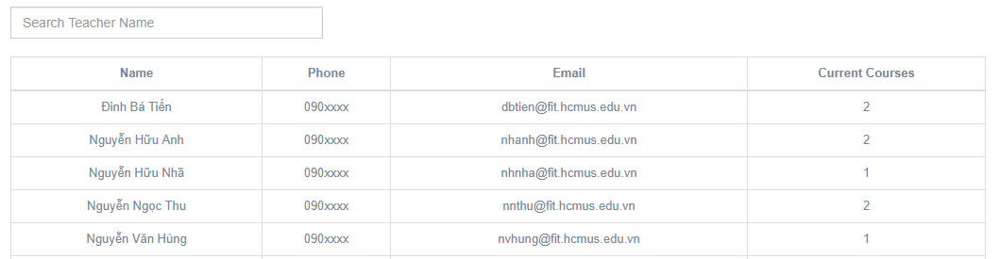 Search Teacher Name
Name Phone Email Current Courses
Đinh Bá Tiến 090xxxx dbtien@fit.hcmus.edu.vn 2
Nguyễn Hữu Anh 090xxxx nhanh@fit.hcmus.edu.vn 2
Nguyễn Hữu Nhã 090xxxx nhnha@fit.hcmus.edu.vn 1
Nguyễn Ngọc Thu 090xxxx nnthu@fit.hcmus.edu.vn 2
Nguyễn Văn Hùng 090xxxx nvhung@fit.hcmus.edu.vn 1